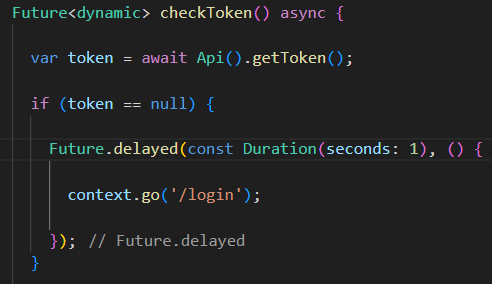 Future<dynamic> checkToken() async {
var token = await Api().getToken();
if (token == null) {
Future.delayed(const Duration(seconds: 1), () {
context.go('/login');
}); // Future.delayed
}